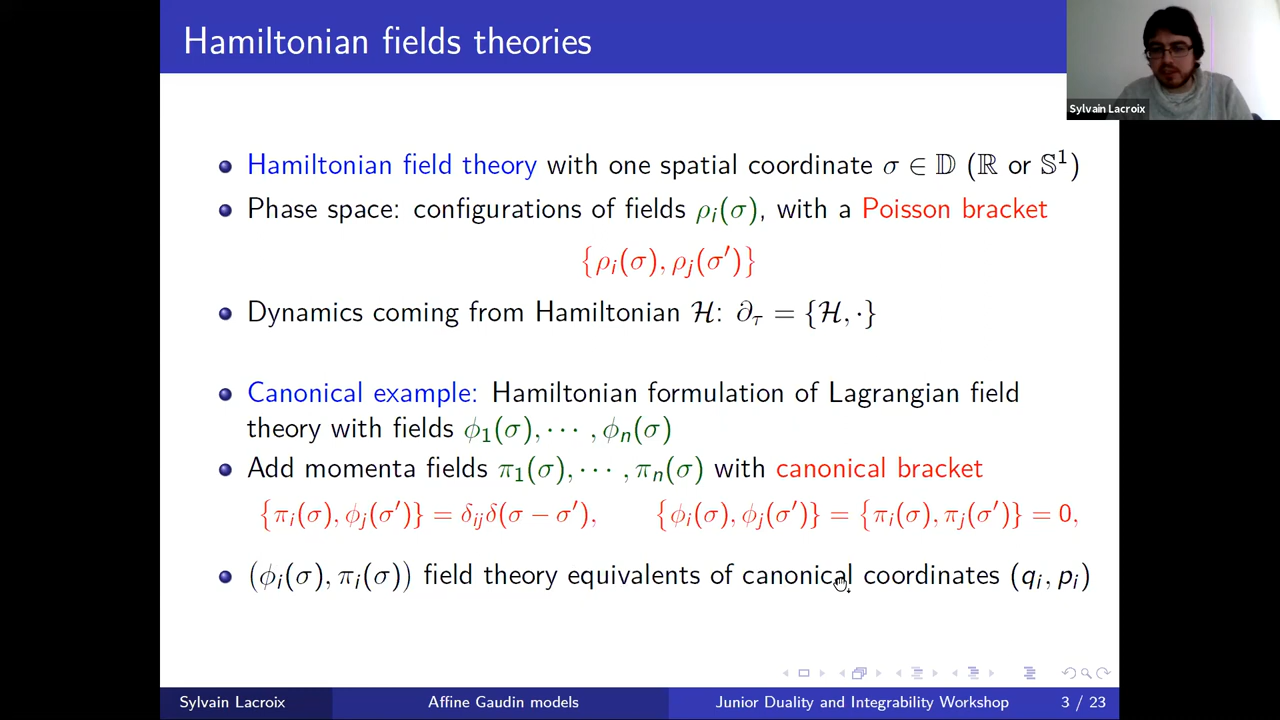 Hamiltonian fields theories
Sylvain Lacroix
Hamiltonian field theory with one spatial coordinate σ ∈ 𝔻 (ℝ or 𝕊¹)
Phase space: configurations of fields ρᵢ(σ), with a Poisson bracket
{ρᵢ(σ), ρⱼ(σ′)}
Dynamics coming from Hamiltonian ℋ: ∂_τ = {ℋ, ·}
Canonical example: Hamiltonian formulation of Lagrangian field
theory with fields ϕ₁(σ), ⋯ , ϕₙ(σ)
Add momenta fields π₁(σ), ⋯ , πₙ(σ) with canonical bracket
{πᵢ(σ), ϕⱼ(σ′)} = δᵢⱼδ(σ − σ′), {ϕᵢ(σ), ϕⱼ(σ′)} = {πᵢ(σ), πⱼ(σ′)} = 0,
(ϕᵢ(σ), πᵢ(σ)) field theory equivalents of canonical coordinates (qᵢ, pᵢ)
Sylvain Lacroix Affine Gaudin models Junior Duality and Integrability Workshop 3 / 23